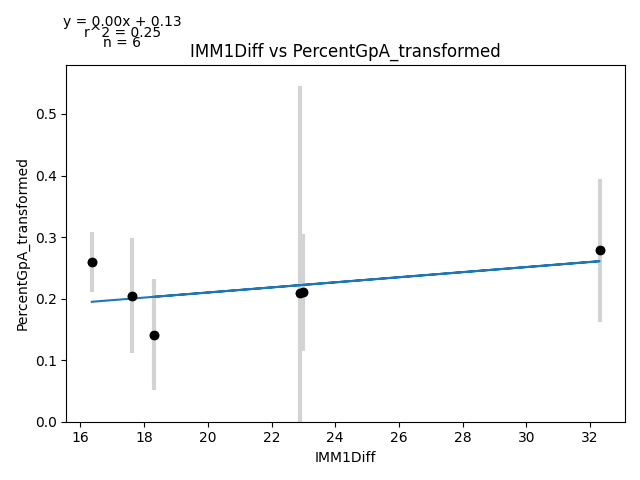 y = 0.00x + 0.13
r^2 = 0.25
n = 6
IMM1Diff vs PercentGpA_transformed
PercentGpA_transformed
0.5
0.4
0.3
0.2
0.1
0.0
16 18 20 22 24 26 28 30 32
IMM1Diff